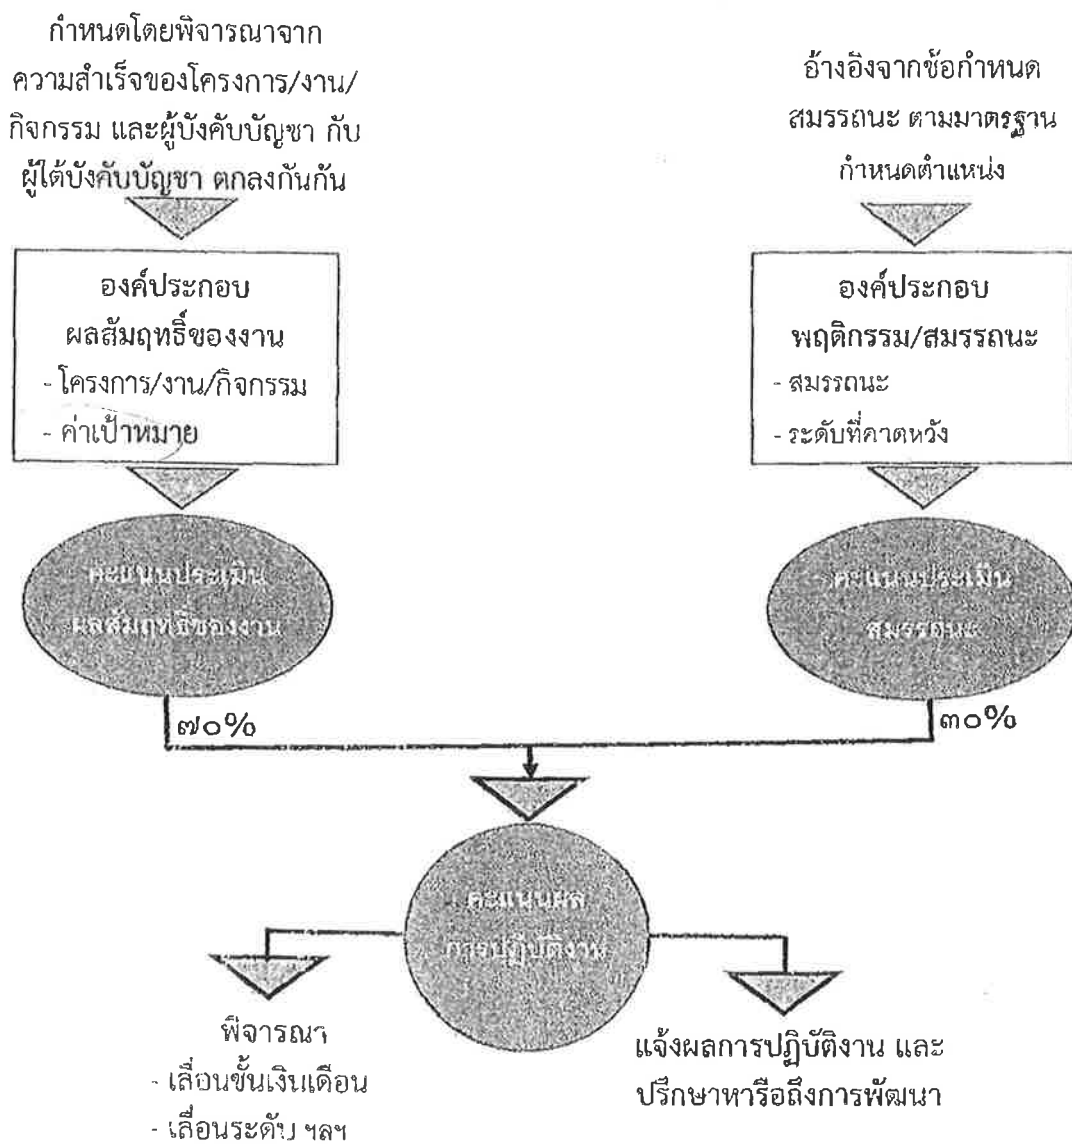 กำหนดโดยพิจารณาจาก
ความสำเร็จของโครงการ/งาน/
กิจกรรม และผู้บังคับบัญชา กับ
ผู้ใต้บังคับบัญชา ตกลงกันกัน
องค์ประกอบ
ผลสัมฤทธิ์ของงาน
- โครงการ/งาน/กิจกรรม
- ค่าเป้าหมาย
คะแนนประเมิน
ผลสัมฤทธิ์ของงาน
๗๐%
อ้างอิงจากข้อกำหนด
สมรรถนะ ตามมาตรฐาน
กำหนดตำแหน่ง
องค์ประกอบ
พฤติกรรม/สมรรถนะ
- สมรรถนะ
- ระดับที่คาดหวัง
คะแนนประเมิน
สมรรถนะ
๓๐%
คะแนนผล
การปฏิบัติงาน
พิจารณา
- เลื่อนขั้นเงินเดือน
- เลื่อนระดับ ฯลฯ
แจ้งผลการปฏิบัติงาน และ
ปรึกษาหารือถึงการพัฒนา